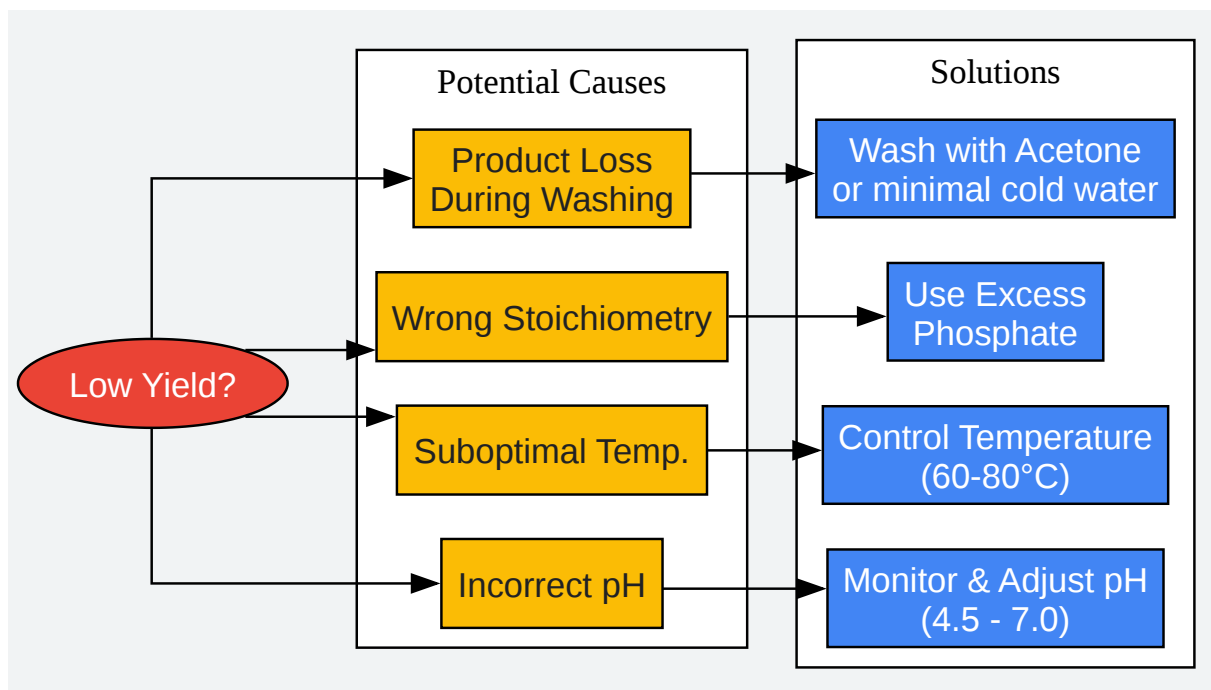 Low Yield?
Potential Causes
Product Loss
During Washing
Wrong Stoichiometry
Suboptimal Temp.
Incorrect pH
Solutions
Wash with Acetone
or minimal cold water
Use Excess
Phosphate
Control Temperature
(60-80°C)
Monitor & Adjust pH
(4.5 - 7.0)